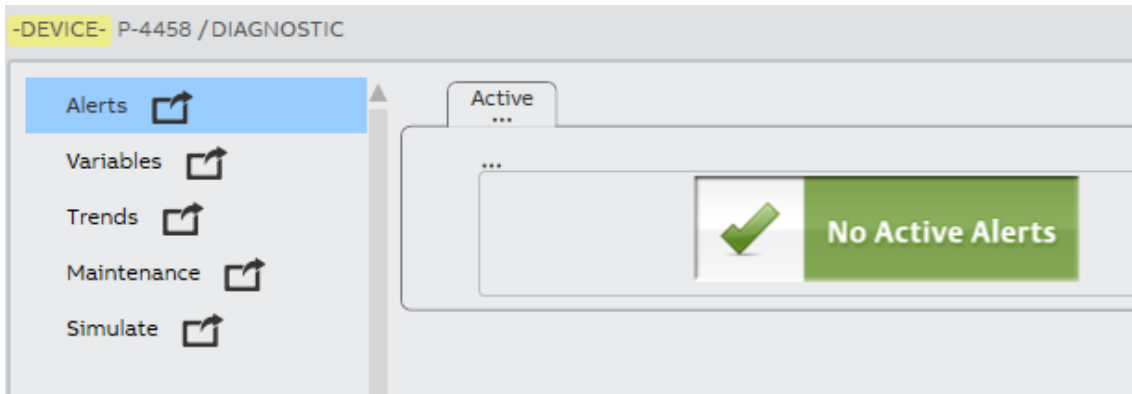 -DEVICE- P-4458 / DIAGNOSTIC
Alerts
Variables
Trends
Maintenance
Simulate
Active
...
...
No Active Alerts